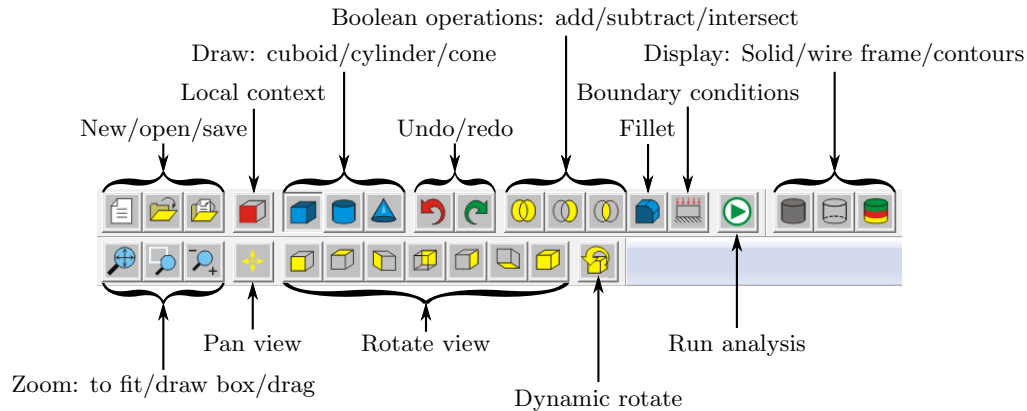 Boolean operations: add/subtract/intersect
Draw: cuboid/cylinder/cone
Display: Solid/wire frame/contours
Local context
Boundary conditions
New/open/save
Undo/redo
Fillet
Pan view
Rotate view
Run analysis
Zoom: to fit/draw box/drag
Dynamic rotate